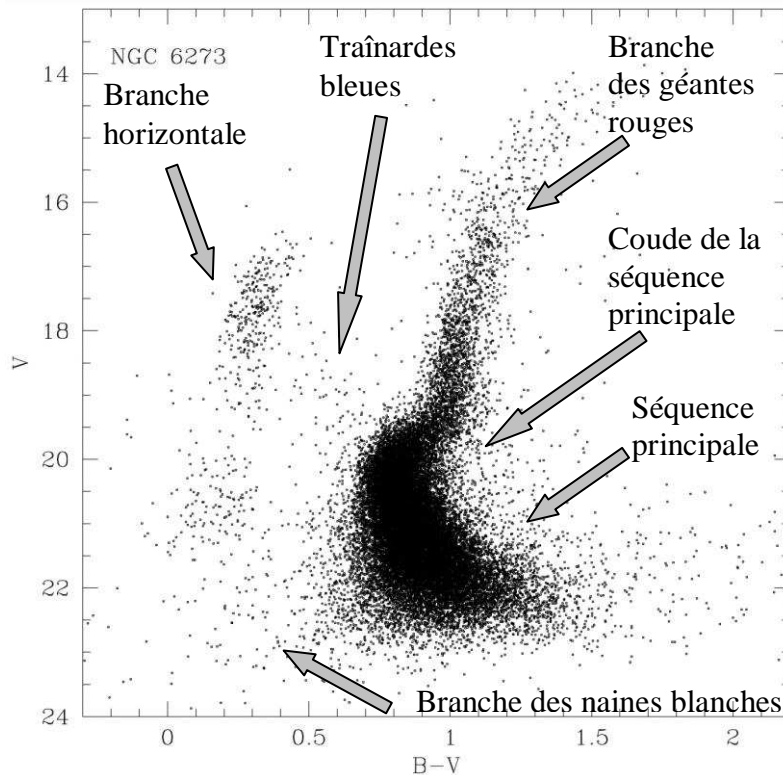 NGC 6273
Branche
horizontale
Traînardes
bleues
Branche
des géantes
rouges
Coude de la
séquence
principale
Séquence
principale
Branche des naines blanches
V
14
16
18
20
22
24
0
0.5
1
1.5
2
B-V